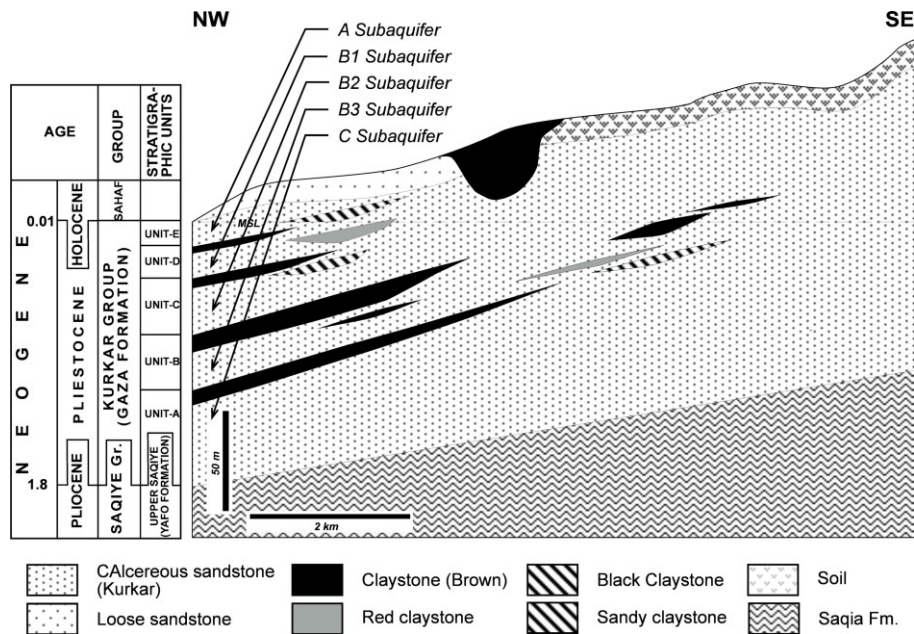 NW
SE
A Subaquifer
B1 Subaquifer
B2 Subaquifer
B3 Subaquifer
C Subaquifer
AGE
GROUP
STRATIGRA-
PHIC UNITS
NEOGENE
0.01
1.8
HOLOCENE
PLIESTOCENE
PLIOCENE
SAHAF
KURKAR GROUP
(GAZA FORMATION)
SAQIYE Gr.
UNIT-E
UNIT-D
UNIT-C
UNIT-B
UNIT-A
UPPER SAQIYE
(YAFO FORMATION)
MSL
50 m
2 km
CAlcereous sandstone
(Kurkar)
Claystone (Brown)
Black Claystone
Soil
Loose sandstone
Red claystone
Sandy claystone
Saqia Fm.